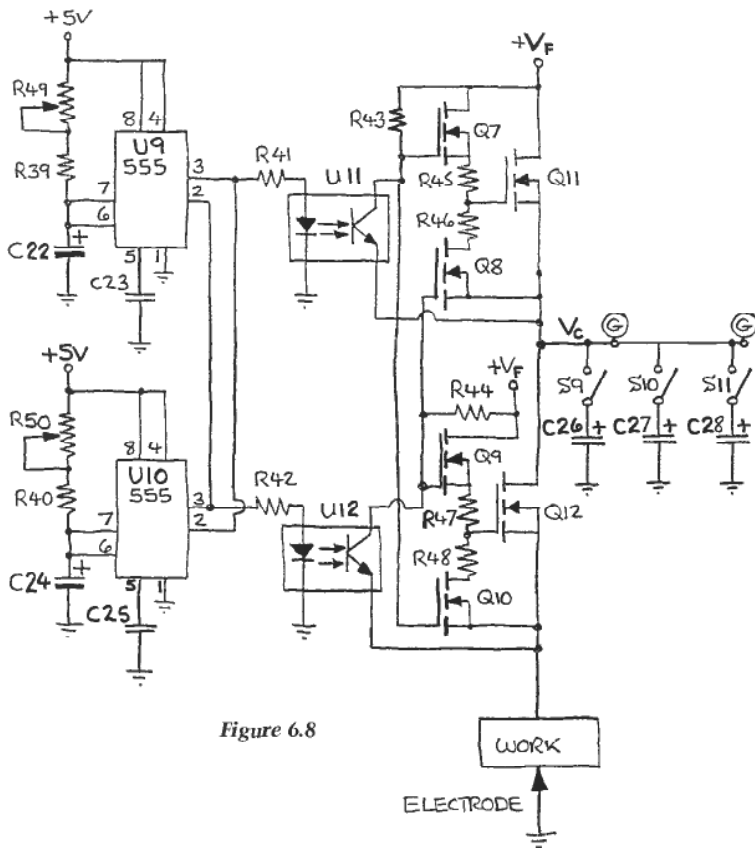 +5V
R49
R39
8 4
U9
555
3
2
7
6
5 1
C22 +
C23
R41
U11
+VF
R43
Q7
R45
Q11
R46
Q8
VC
G
G
S9
S10
S11
C26 +
C27 +
C28 +
+5V
R50
R40
8 4
U10
555
3
2
7
6
5 1
C24 +
C25
R42
U12
+VF
R44
Q9
R47
Q12
R48
Q10
Figure 6.8
WORK
ELECTRODE